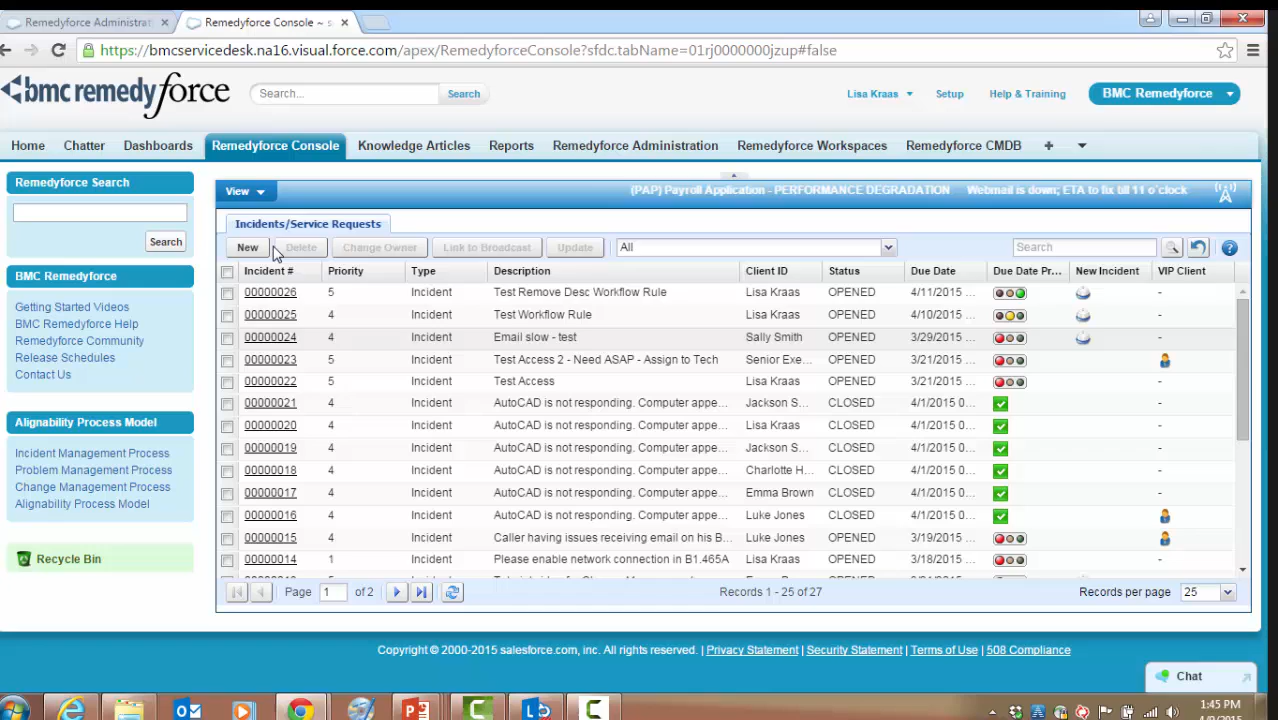 Remedyforce Administrat
Remedyforce Console ~ s
https://bmcservicedesk.na16.visual.force.com/apex/RemedyforceConsole?sfdc.tabName=01rj0000000jzup#false
bmc remedyforce
Search...
Search
Lisa Kraas
Setup
Help & Training
BMC Remedyforce
Home Chatter Dashboards Remedyforce Console Knowledge Articles Reports Remedyforce Administration Remedyforce Workspaces Remedyforce CMDB +
Remedyforce Search
Search
BMC Remedyforce
Getting Started Videos
BMC Remedyforce Help
Remedyforce Community
Release Schedules
Contact Us
Alignability Process Model
Incident Management Process
Problem Management Process
Change Management Process
Alignability Process Model
Recycle Bin
View
(PAP) Payroll Application - PERFORMANCE DEGRADATION Webmail is down; ETA to fix till 11 o'clock
Incidents/Service Requests
New Delete Change Owner Link to Broadcast Update All Search ?
Incident # Priority Type Description Client ID Status Due Date Due Date Pr... New Incident VIP Client
00000026 5 Incident Test Remove Desc Workflow Rule Lisa Kraas OPENED 4/11/2015 ...
00000025 4 Incident Test Workflow Rule Lisa Kraas OPENED 4/10/2015 ...
00000024 4 Incident Email slow - test Sally Smith OPENED 3/29/2015 ...
00000023 5 Incident Test Access 2 - Need ASAP - Assign to Tech Senior Exe... OPENED 3/21/2015 ...
00000022 5 Incident Test Access Lisa Kraas OPENED 3/21/2015 ...
00000021 4 Incident AutoCAD is not responding. Computer appe... Jackson S... CLOSED 4/1/2015 0...
00000020 4 Incident AutoCAD is not responding. Computer appe... Lisa Kraas CLOSED 4/1/2015 0...
00000019 4 Incident AutoCAD is not responding. Computer appe... Jackson S... CLOSED 4/1/2015 0...
00000018 4 Incident AutoCAD is not responding. Computer appe... Charlotte H... CLOSED 4/1/2015 0...
00000017 4 Incident AutoCAD is not responding. Computer appe... Emma Brown CLOSED 4/1/2015 0...
00000016 4 Incident AutoCAD is not responding. Computer appe... Luke Jones CLOSED 4/1/2015 0...
00000015 4 Incident Caller having issues receiving email on his B... Luke Jones OPENED 3/19/2015 ...
00000014 1 Incident Please enable network connection in B1.465A Lisa Kraas OPENED 3/18/2015 ...
Page 1 of 2
Records 1 - 25 of 27
Records per page 25
Copyright © 2000-2015 salesforce.com, inc. All rights reserved. | Privacy Statement | Security Statement | Terms of Use | 508 Compliance
Chat
1:45 PM